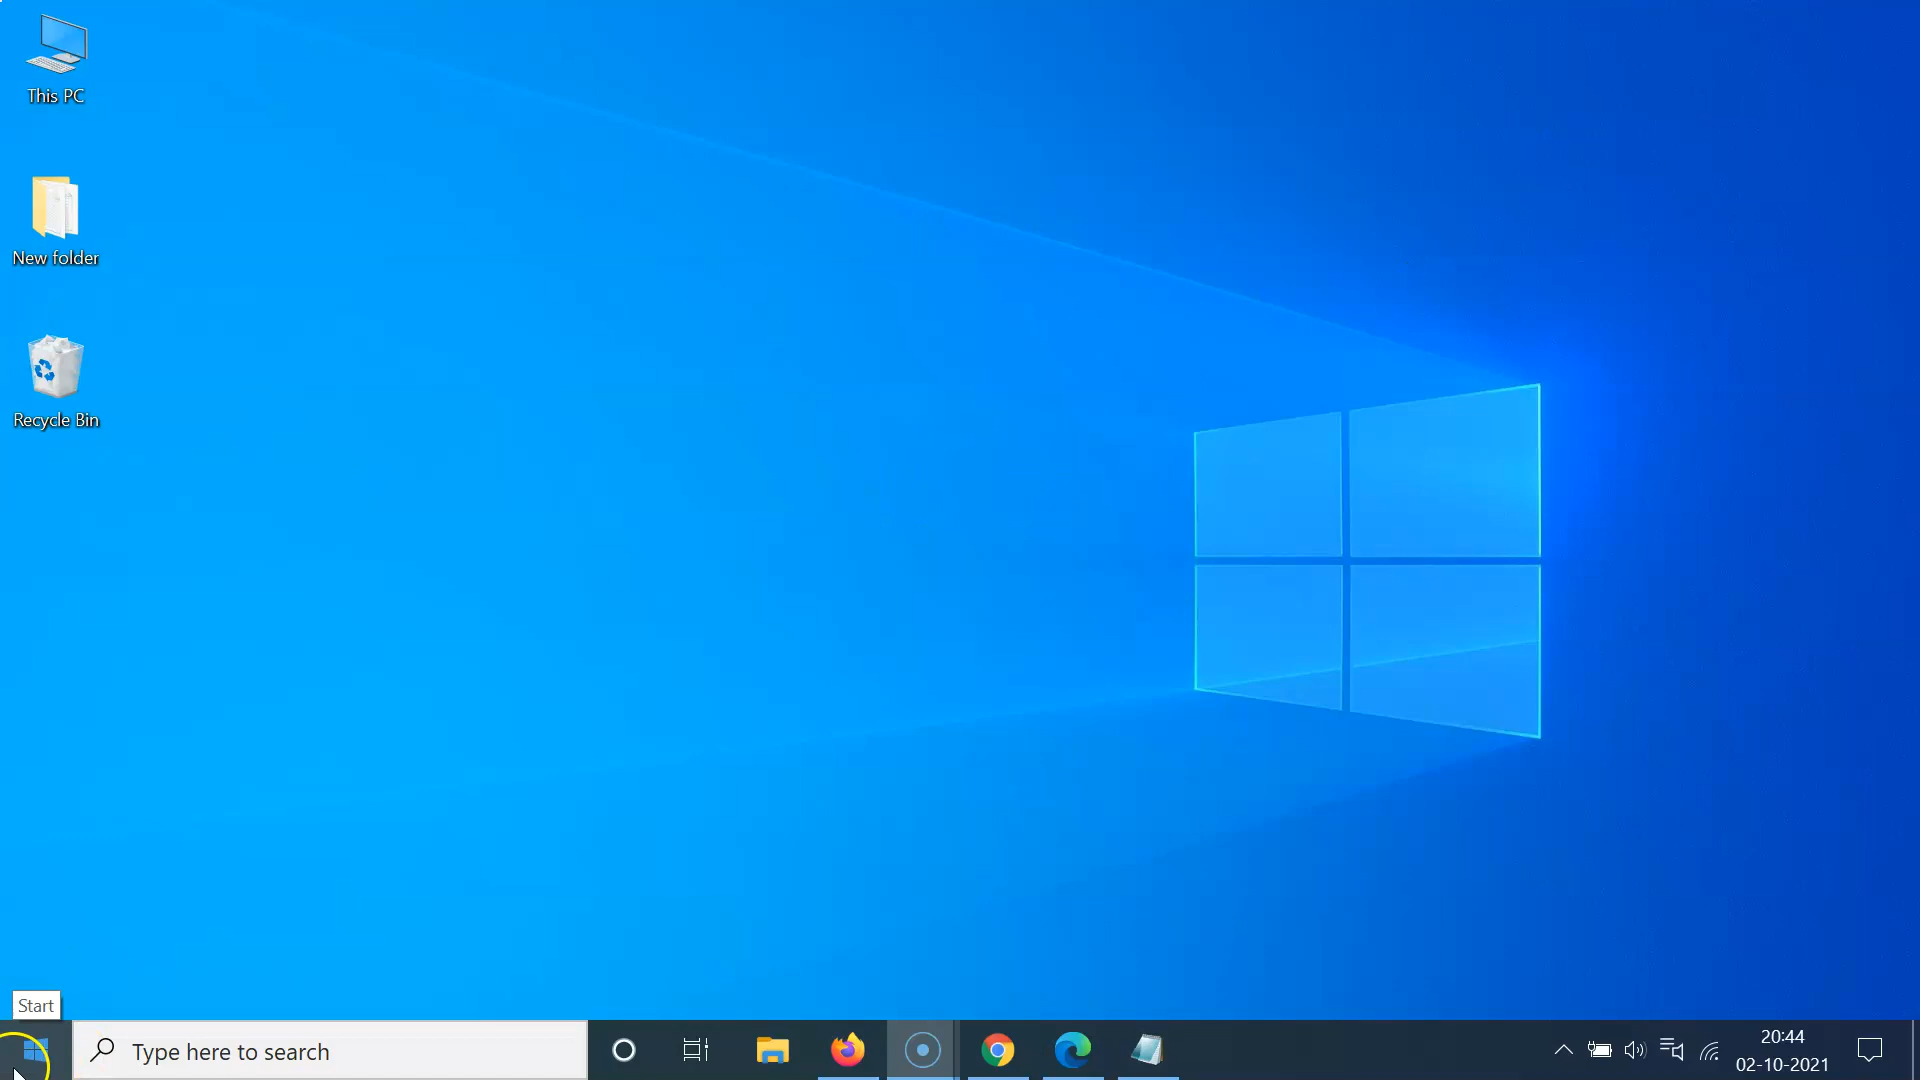 This PC
New folder
Recycle Bin
Start
Type here to search
20:44
02-10-2021